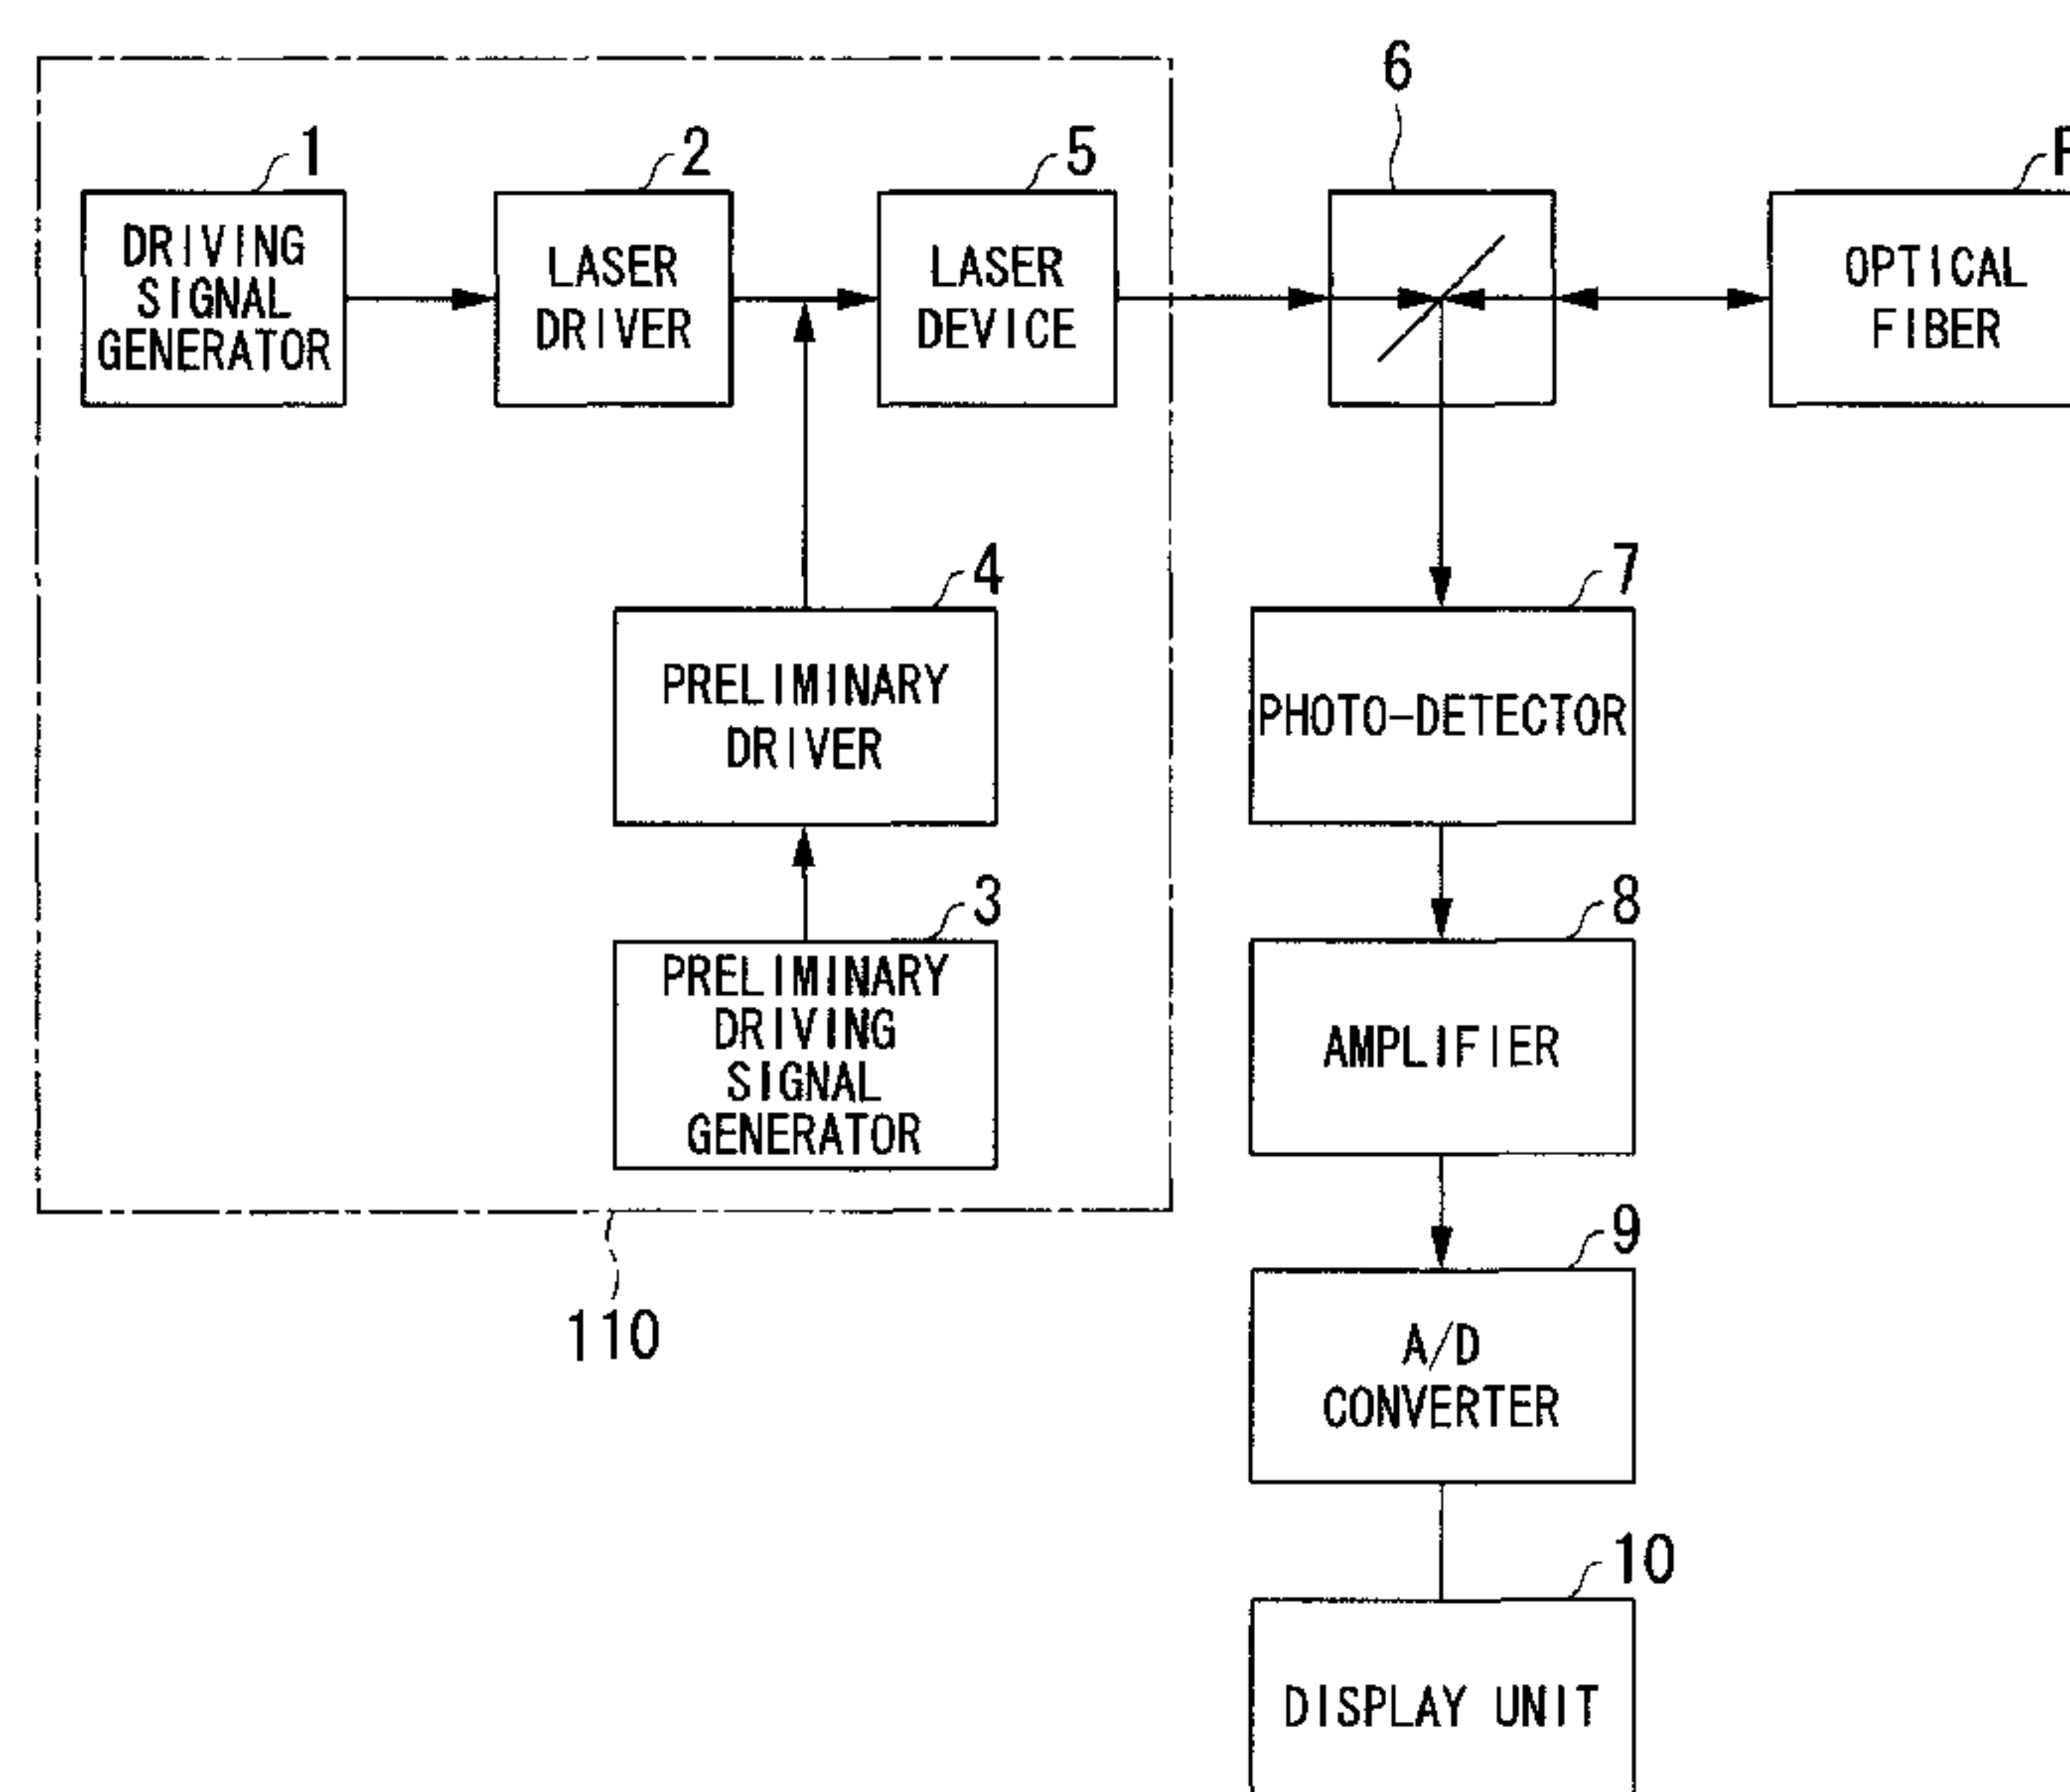 6
1
2
5
DRIVING
SIGNAL
GENERATOR
LASER
DRIVER
LASER
DEVICE
OPTICAL
FIBER
4
7
PRELIMINARY
DRIVER
PHOTO-DETECTOR
3
8
PRELIMINARY
DRIVING
SIGNAL
GENERATOR
AMPLIFIER
9
110
A/D
CONVERTER
10
DISPLAY UNIT